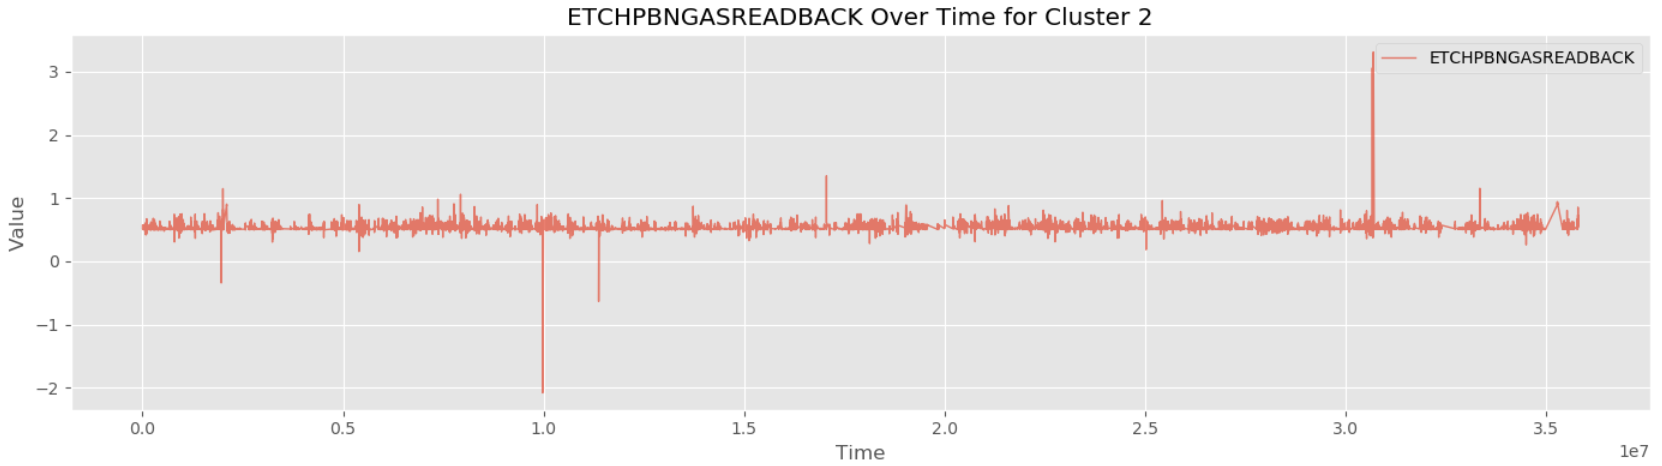 ETCHPBNGASREADBACK Over Time for Cluster 2
ETCHPBNGASREADBACK
Value
3
2
1
0
−1
−2
0.0 0.5 1.0 1.5 2.0 2.5 3.0 3.5
Time
1e7